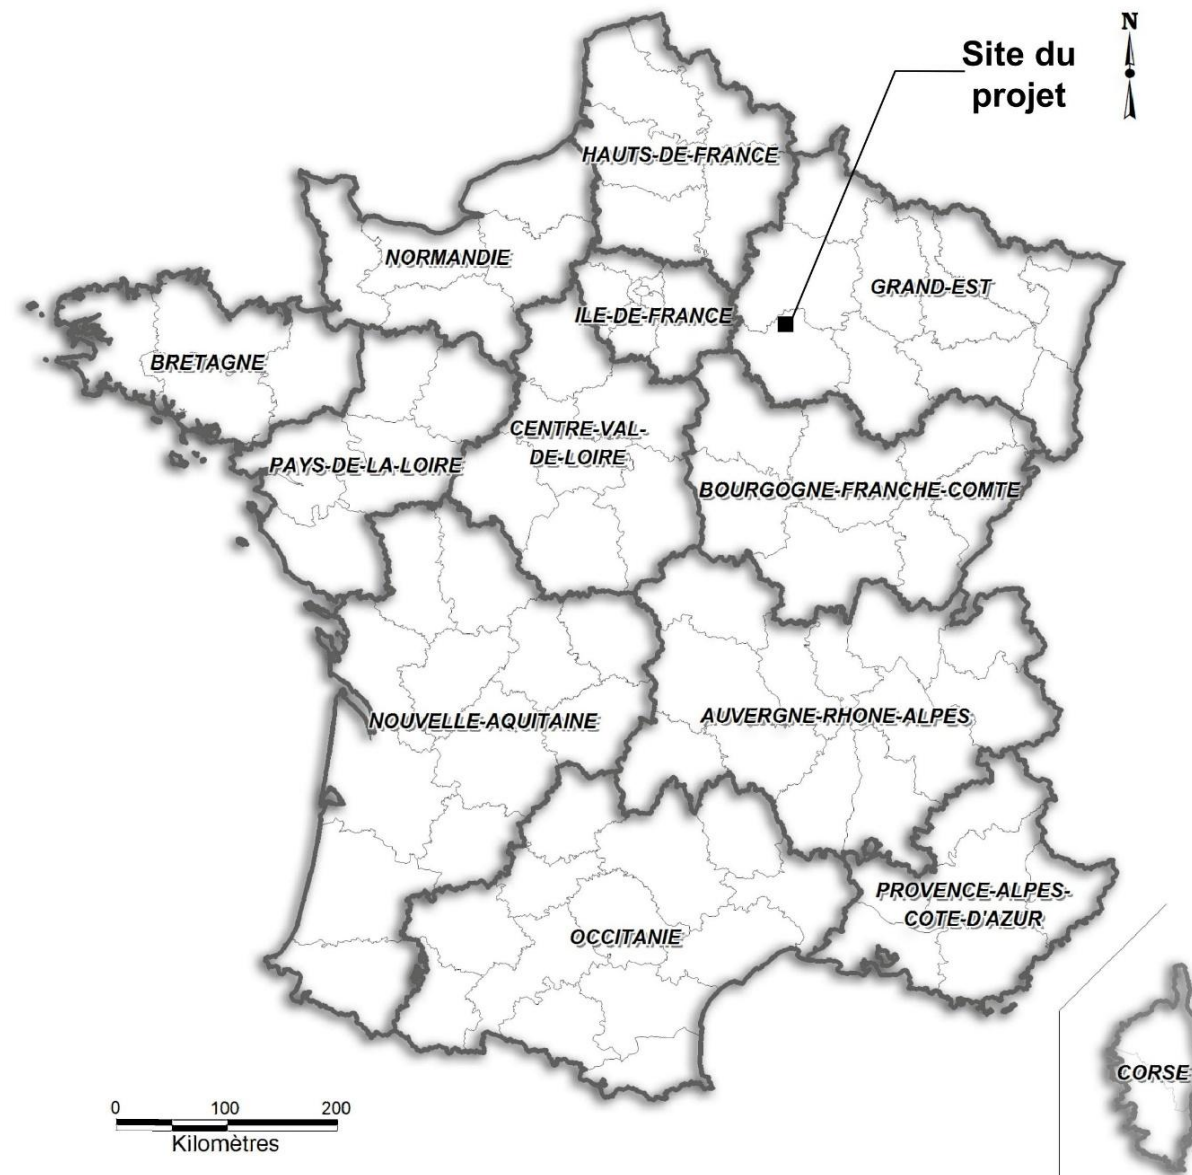 N
Site du
projet
HAUTS-DE-FRANCE
NORMANDIE
GRAND-EST
ILE-DE-FRANCE
BRETAGNE
CENTRE-VAL-
DE-LOIRE
PAYS-DE-LA-LOIRE
BOURGOGNE-FRANCHE-COMTE
NOUVELLE-AQUITAINE
AUVERGNE-RHONE-ALPES
PROVENCE-ALPES-
COTE-D'AZUR
OCCITANIE
CORSE
0 100 200
Kilomètres